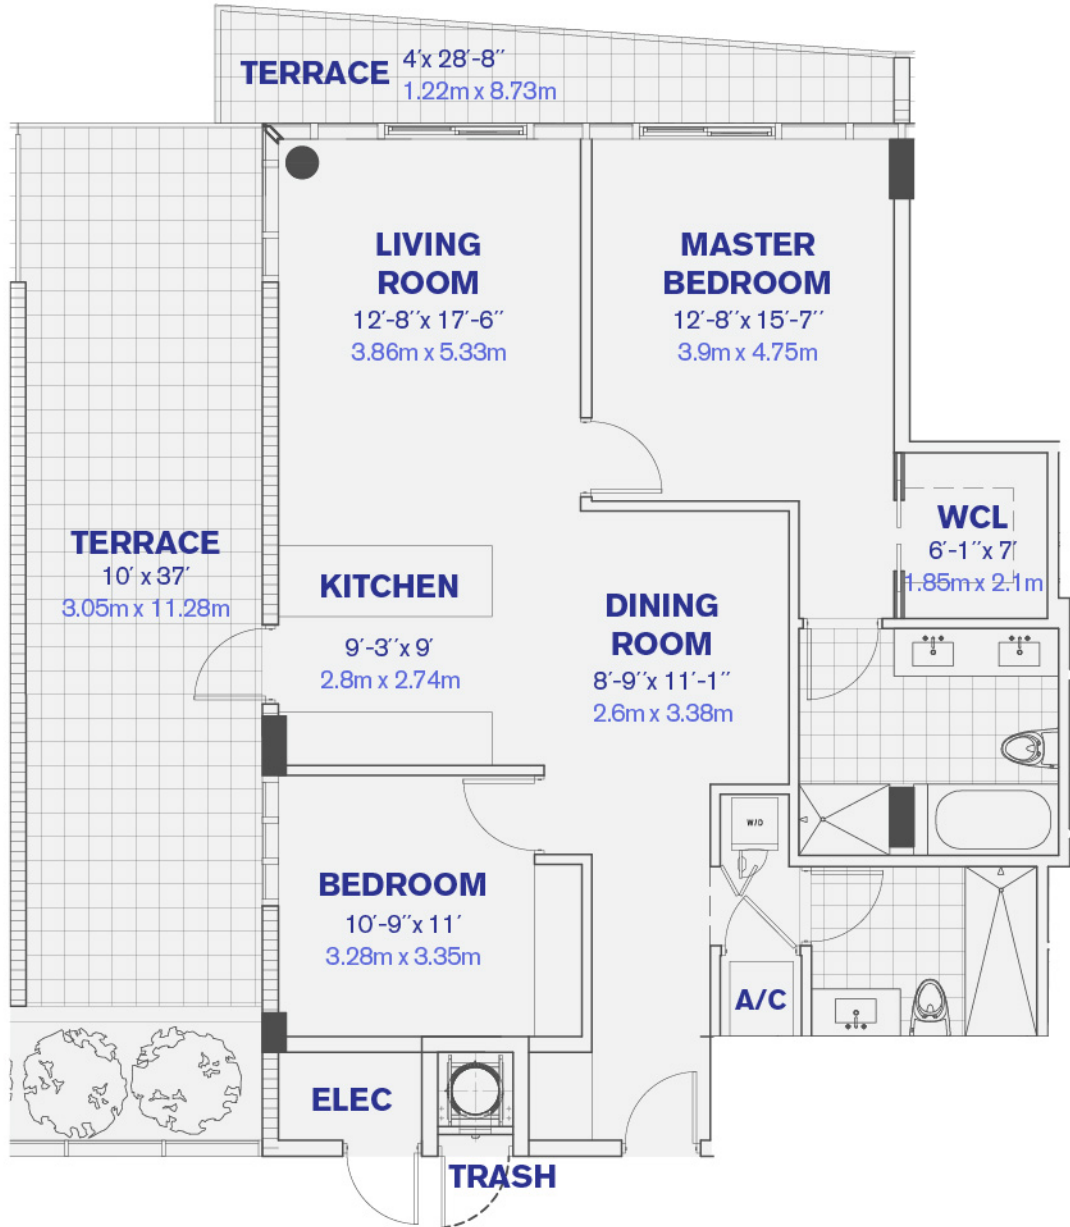 TERRACE
4′x 28′-8″
1.22m x 8.73m
LIVING
ROOM
12′-8″x 17′-6″
3.86m x 5.33m
MASTER
BEDROOM
12′-8″x 15′-7″
3.9m x 4.75m
TERRACE
10′ x 37′
3.05m x 11.28m
KITCHEN
9′-3″x 9′
2.8m x 2.74m
DINING
ROOM
8′-9″x 11′-1″
2.6m x 3.38m
WCL
6′-1″x 7′
1.85m x 2.1m
W/D
BEDROOM
10′-9″x 11′
3.28m x 3.35m
A/C
ELEC
TRASH